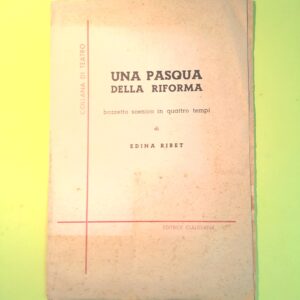 COLLANA DI TEATRO
UNA PASQUA
DELLA RIFORMA
bozzetto scenico in quattro tempi
di
EDINA RIBET
EDITRICE CLAUDIANA